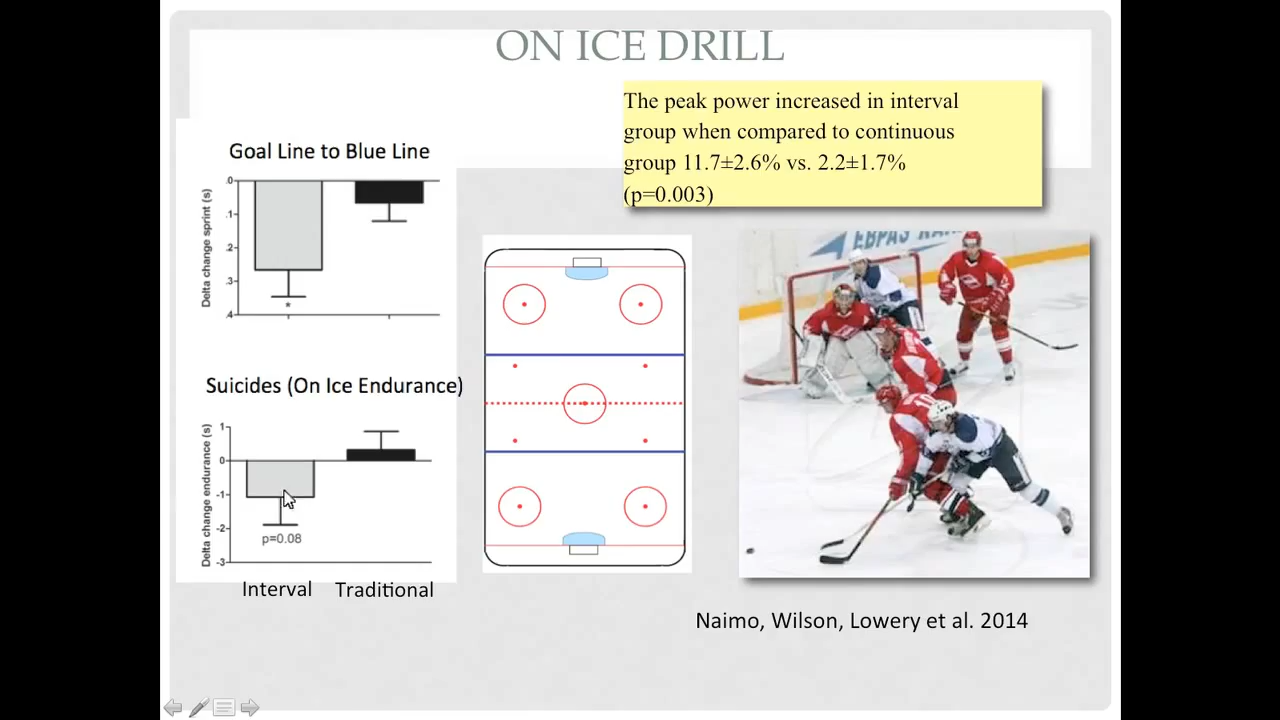 ON ICE DRILL
The peak power increased in interval
group when compared to continuous
group 11.7±2.6% vs. 2.2±1.7%
(p=0.003)
Goal Line to Blue Line
Delta change sprint (s)
.0
.1
.2
.3
.4
*
Suicides (On Ice Endurance)
Delta change endurance (s)
1
0
-1
-2
-3
p=0.08
Interval Traditional
Naimo, Wilson, Lowery et al. 2014